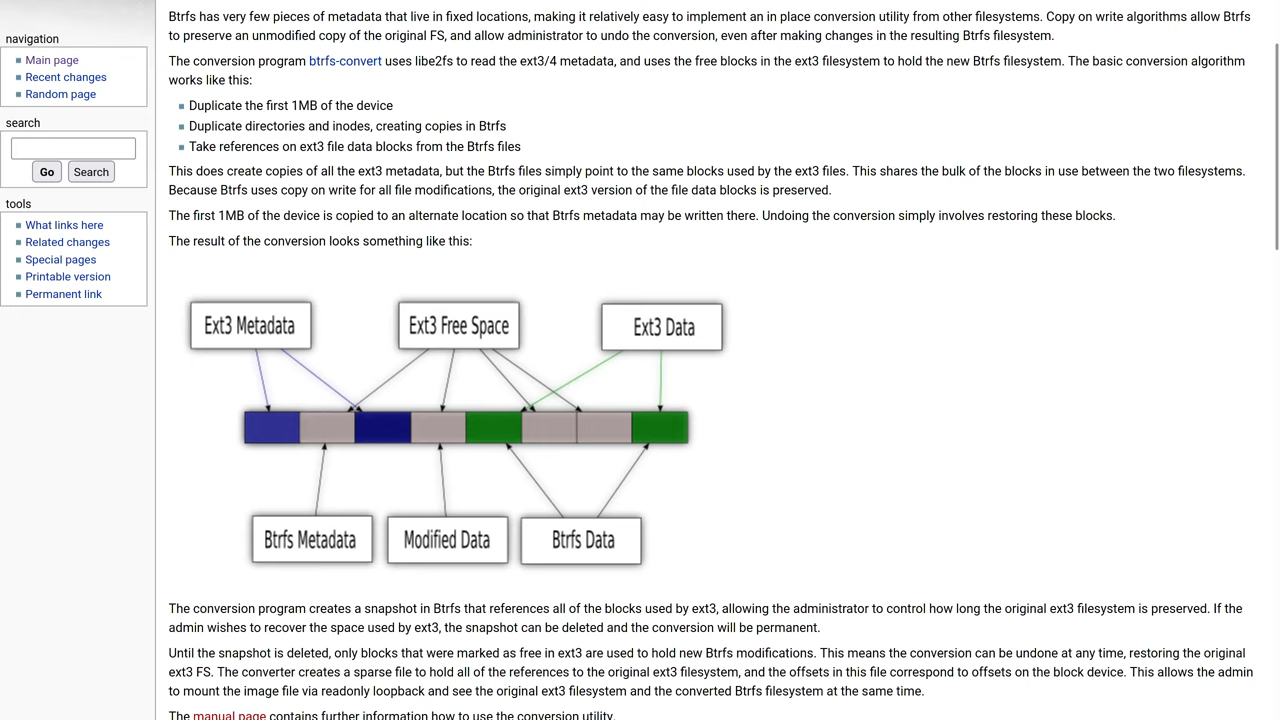 Btrfs has very few pieces of metadata that live in fixed locations, making it relatively easy to implement an in place conversion utility from other filesystems. Copy on write algorithms allow Btrfs
to preserve an unmodified copy of the original FS, and allow administrator to undo the conversion, even after making changes in the resulting Btrfs filesystem.
navigation
Main page
Recent changes
Random page
search
Go
Search
tools
What links here
Related changes
Special pages
Printable version
Permanent link
The conversion program btrfs-convert uses libe2fs to read the ext3/4 metadata, and uses the free blocks in the ext3 filesystem to hold the new Btrfs filesystem. The basic conversion algorithm
works like this:
Duplicate the first 1MB of the device
Duplicate directories and inodes, creating copies in Btrfs
Take references on ext3 file data blocks from the Btrfs files
This does create copies of all the ext3 metadata, but the Btrfs files simply point to the same blocks used by the ext3 files. This shares the bulk of the blocks in use between the two filesystems.
Because Btrfs uses copy on write for all file modifications, the original ext3 version of the file data blocks is preserved.
The first 1MB of the device is copied to an alternate location so that Btrfs metadata may be written there. Undoing the conversion simply involves restoring these blocks.
The result of the conversion looks something like this:
Ext3 Metadata
Ext3 Free Space
Ext3 Data
Btrfs Metadata
Modified Data
Btrfs Data
The conversion program creates a snapshot in Btrfs that references all of the blocks used by ext3, allowing the administrator to control how long the original ext3 filesystem is preserved. If the
admin wishes to recover the space used by ext3, the snapshot can be deleted and the conversion will be permanent.
Until the snapshot is deleted, only blocks that were marked as free in ext3 are used to hold new Btrfs modifications. This means the conversion can be undone at any time, restoring the original
ext3 FS. The converter creates a sparse file to hold all of the references to the original ext3 filesystem, and the offsets in this file correspond to offsets on the block device. This allows the admin
to mount the image file via readonly loopback and see the original ext3 filesystem and the converted Btrfs filesystem at the same time.
The manual page contains further information how to use the conversion utility.